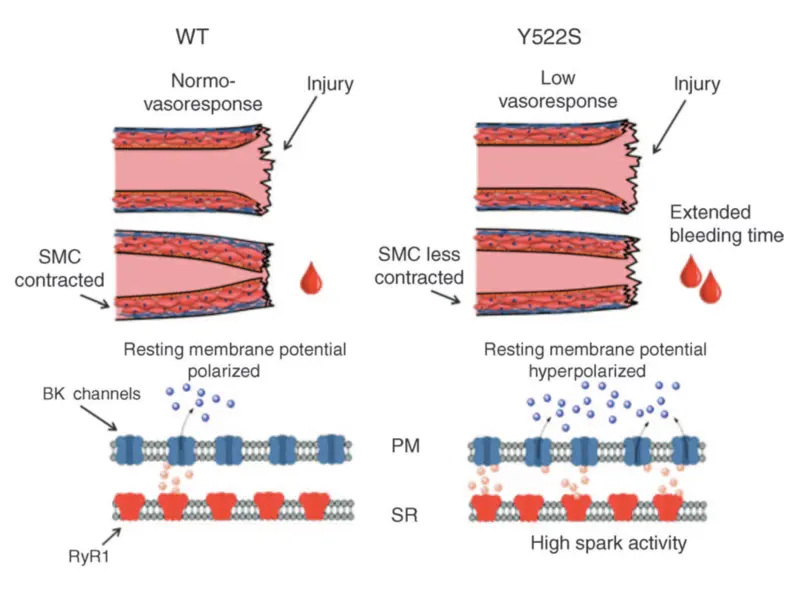 WT
Y522S
Normo-
vasoresponse
Injury
Low
vasoresponse
Injury
SMC
contracted
SMC less
contracted
Extended
bleeding time
Resting membrane potential
polarized
Resting membrane potential
hyperpolarized
BK channels
PM
SR
RyR1
High spark activity